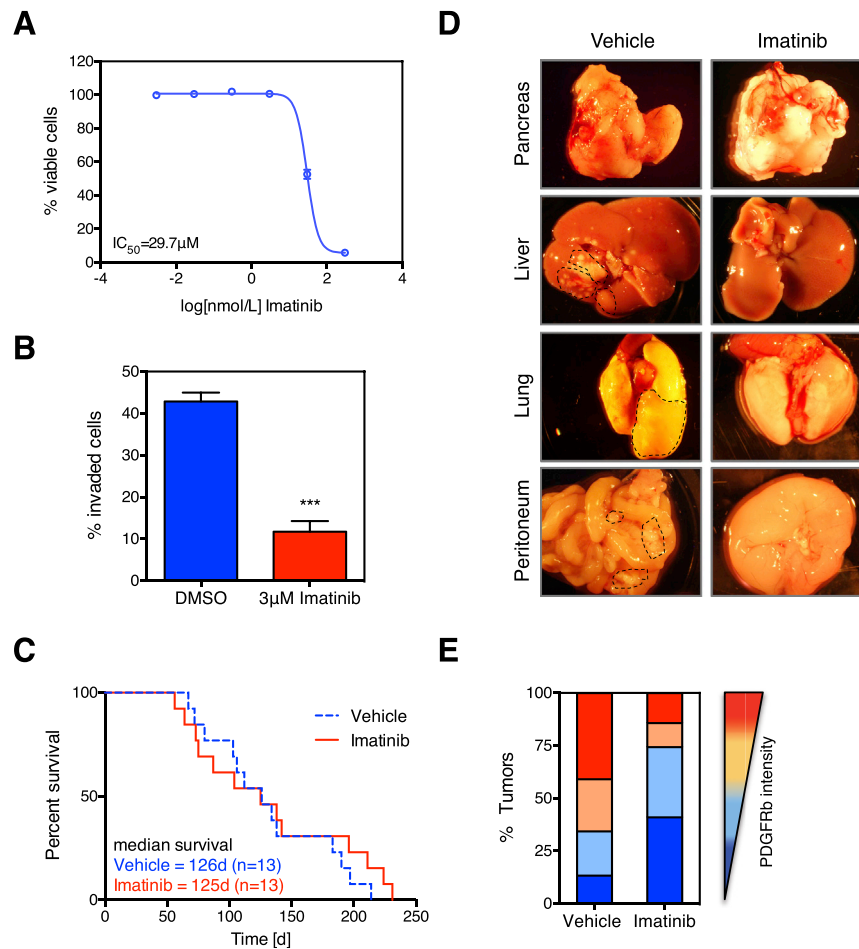 A
120
100
80
60
40
20
0
% viable cells
IC50=29.7µM
-4
-2
0
2
4
log[nmol/L] Imatinib
B
50
40
30
20
10
0
% invaded cells
***
DMSO
3µM Imatinib
C
100
50
0
Percent survival
Vehicle
Imatinib
median survival
Vehicle = 126d (n=13)
Imatinib = 125d (n=13)
0
50
100
150
200
250
Time [d]
D
Vehicle
Imatinib
Pancreas
Liver
Lung
Peritoneum
E
100
75
50
25
0
% Tumors
Vehicle
Imatinib
PDGFRb intensity